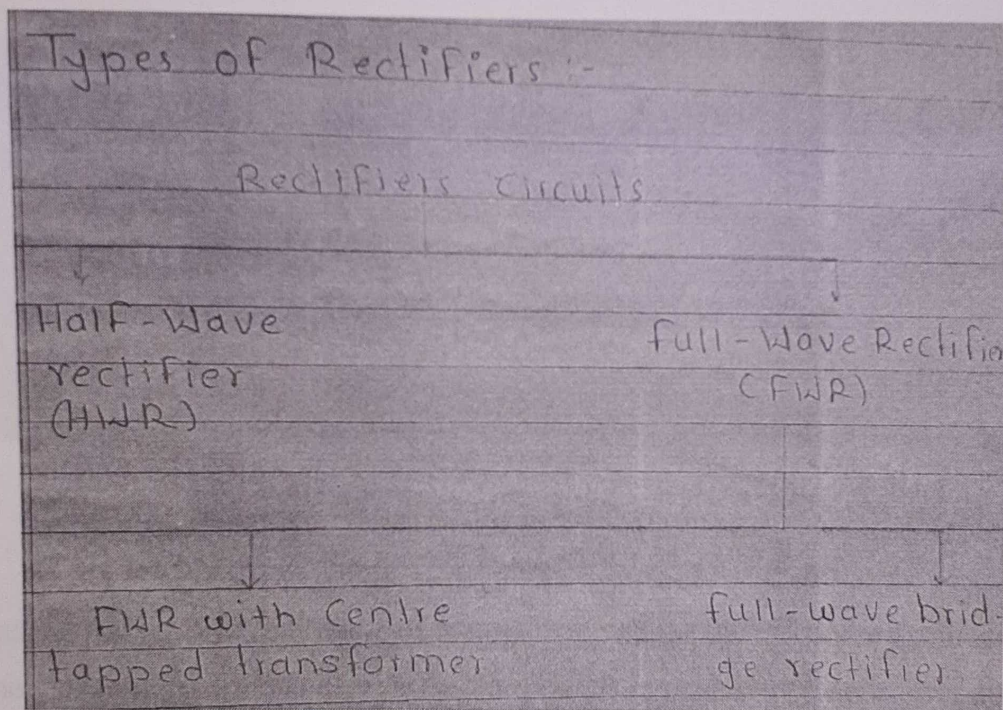 Types of Rectifiers :-
Rectifiers circuits
Half-Wave
rectifier
(HWR)
full-Wave Rectifie
(FWR)
FWR with Centre
tapped transformer
full-wave brid-
ge rectifier